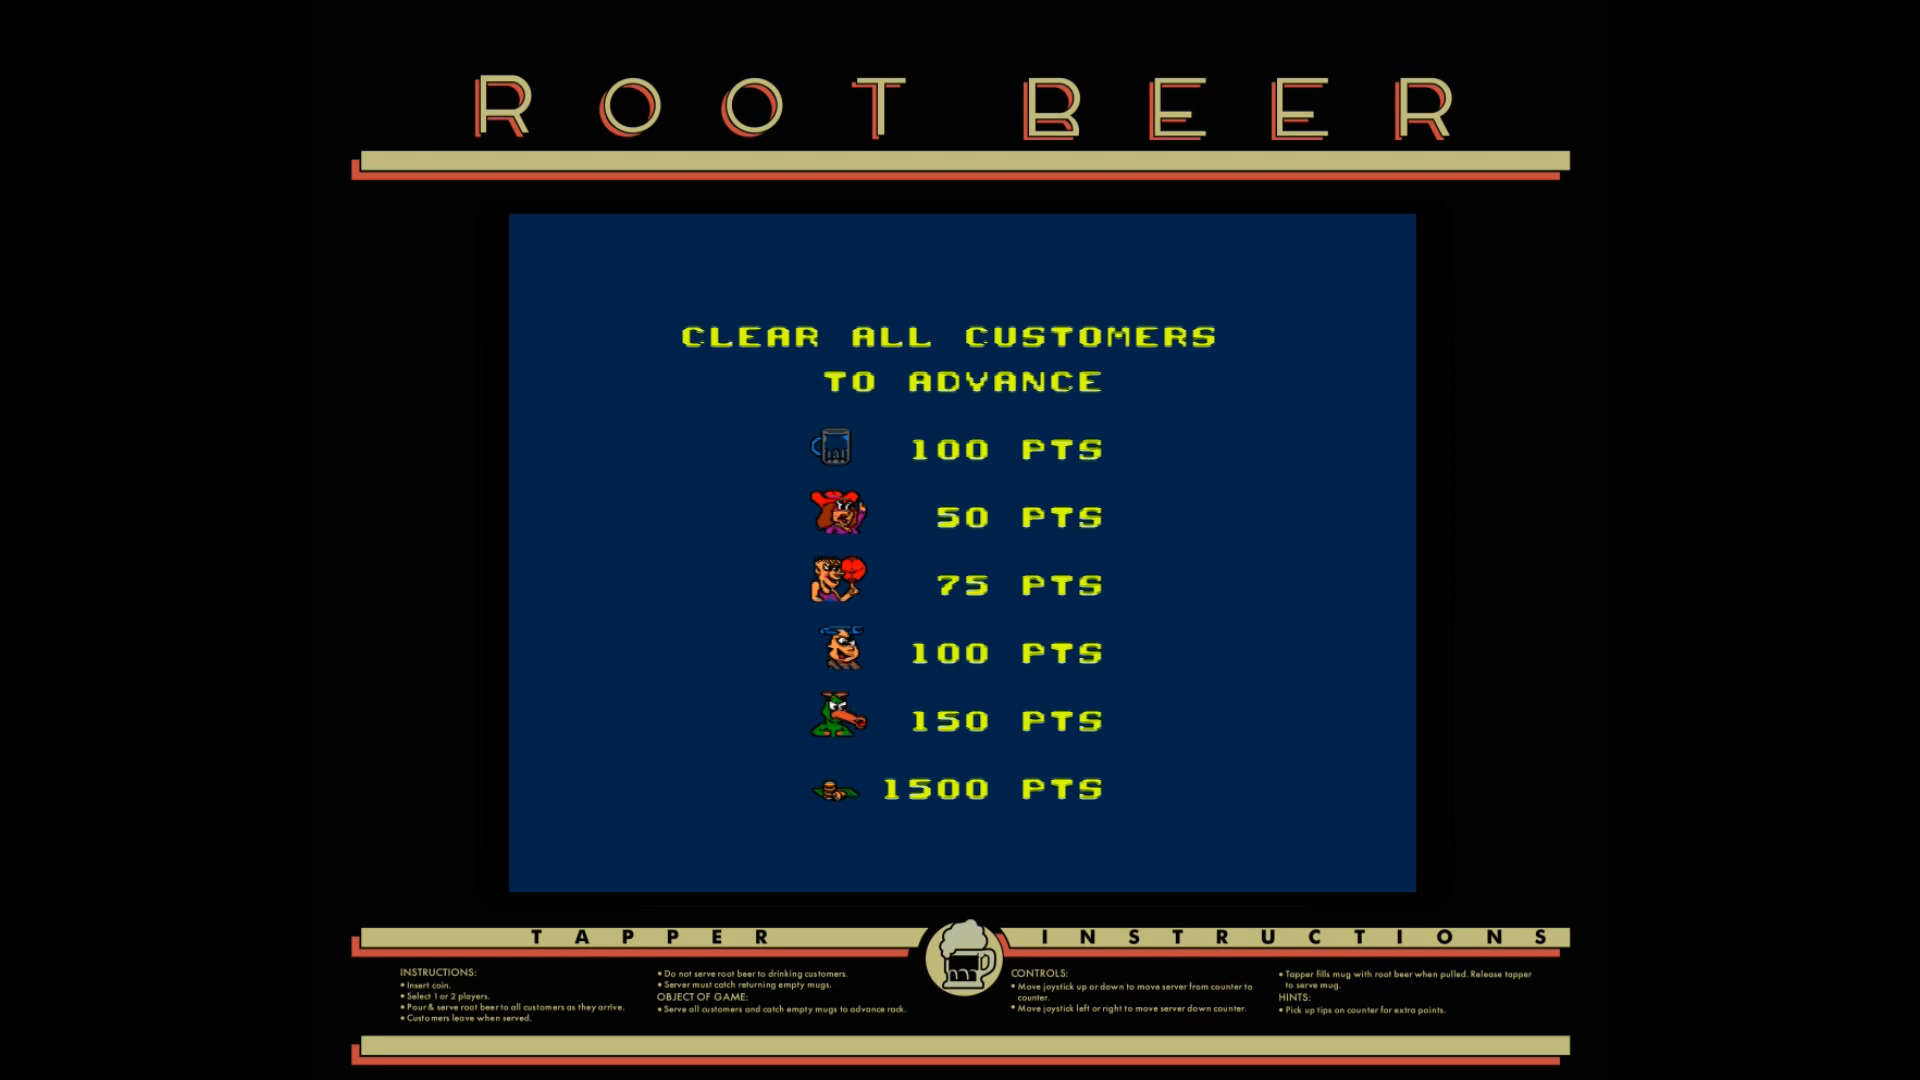 ROOT BEER
CLEAR ALL CUSTOMERS
TO ADVANCE
100 PTS
50 PTS
75 PTS
100 PTS
150 PTS
1500 PTS
TAPPER INSTRUCTIONS
INSTRUCTIONS:
• Insert coin.
• Select 1 or 2 players.
• Pour & serve root beer to all customers as they arrive.
• Customers leave when served.
• Do not serve root beer to drinking customers.
• Server must catch returning empty mugs.
OBJECT OF GAME:
• Serve all customers and catch empty mugs to advance rack.
CONTROLS:
• Move joystick up or down to move server from counter to
counter.
• Move joystick left or right to move server down counter.
• Tapper fills mug with root beer when pulled. Release tapper
to serve mug.
HINTS:
• Pick up tips on counter for extra points.